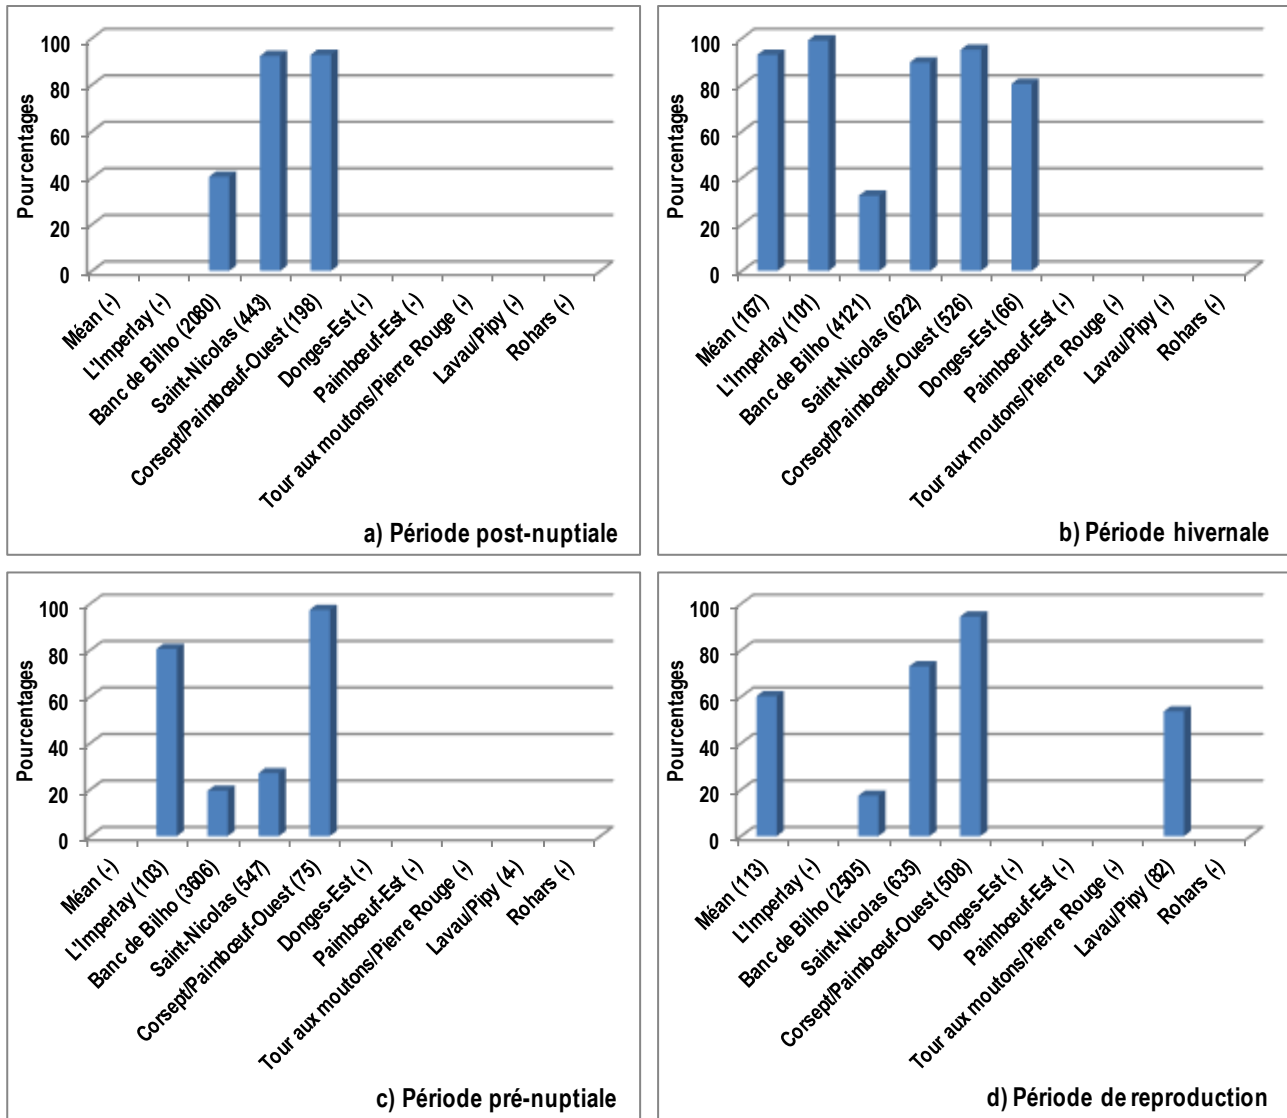 Pourcentages
100
80
60
40
20
0
Méan (-)
L'Imperlay (-)
Banc de Bilho (2080)
Saint-Nicolas (443)
Corsept/Paimbœuf-Ouest (198)
Donges-Est (-)
Paimbœuf-Est (-)
Tour aux moutons/Pierre Rouge (-)
Lavau/Pipy (-)
Rohars (-)
a) Période post-nuptiale
Pourcentages
100
80
60
40
20
0
Méan (167)
L'Imperlay (101)
Banc de Bilho (4121)
Saint-Nicolas (622)
Corsept/Paimbœuf-Ouest (526)
Donges-Est (66)
Paimbœuf-Est (-)
Tour aux moutons/Pierre Rouge (-)
Lavau/Pipy (-)
Rohars (-)
b) Période hivernale
Pourcentages
100
80
60
40
20
0
Méan (-)
L'Imperlay (103)
Banc de Bilho (3606)
Saint-Nicolas (547)
Corsept/Paimbœuf-Ouest (75)
Donges-Est (-)
Paimbœuf-Est (-)
Tour aux moutons/Pierre Rouge (-)
Lavau/Pipy (4-)
Rohars (-)
c) Période pré-nuptiale
Pourcentages
100
80
60
40
20
0
Méan (113)
L'Imperlay (-)
Banc de Bilho (2505)
Saint-Nicolas (635)
Corsept/Paimbœuf-Ouest (508)
Donges-Est (-)
Paimbœuf-Est (-)
Tour aux moutons/Pierre Rouge (-)
Lavau/Pipy (82)
Rohars (-)
d) Période de reproduction